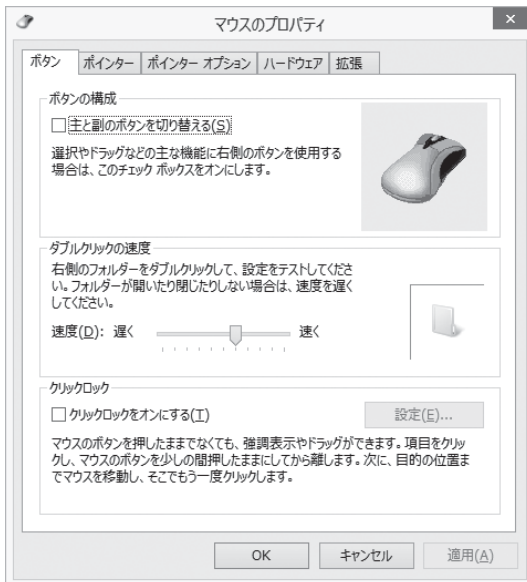 マウスのプロパティ
ボタン ポインター ポインター オプション ハードウェア 拡張
ボタンの構成
主と副のボタンを切り替える(S)
選択やドラッグなどの主な機能に右側のボタンを使用する
場合は、このチェック ボックスをオンにします。
ダブルクリックの速度
右側のフォルダーをダブルクリックして、設定をテストしてくださ
い。フォルダーが開いたり閉じたりしない場合は、速度を遅く
してください。
速度(D): 遅く 速く
クリックロック
クリックロックをオンにする(T)
設定(E)...
マウスのボタンを押したままでなくても、強調表示やドラッグができます。項目をクリッ
クし、マウスのボタンを少しの間押したままにしてから離します。次に、目的の位置ま
でマウスを移動し、そこでもう一度クリックします。
OK キャンセル 適用(A)